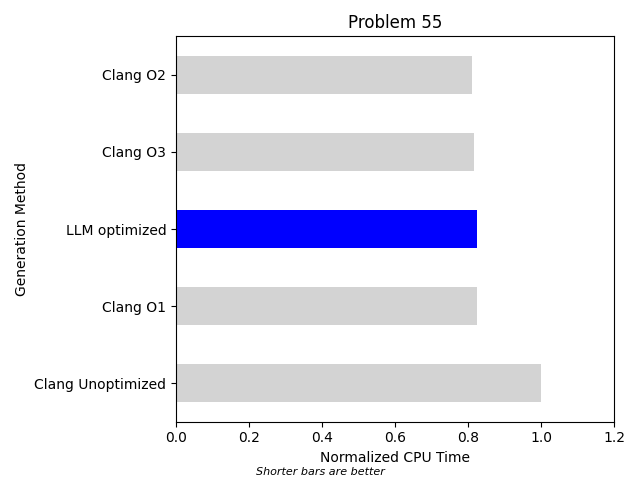 Problem 55
Clang O2
Clang O3
LLM optimized
Clang O1
Clang Unoptimized
Generation Method
0.0 0.2 0.4 0.6 0.8 1.0 1.2
Normalized CPU Time
Shorter bars are better